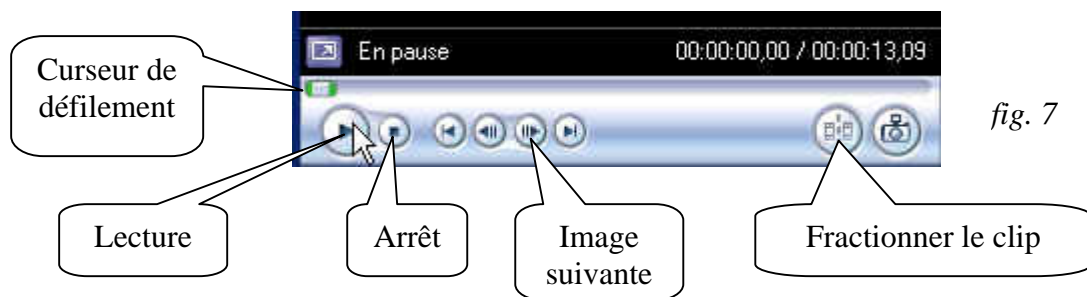 En pause 00:00:00,00 / 00:00:13,09
Curseur de
défilement
fig. 7
Lecture
Arrêt
Image
suivante
Fractionner le clip